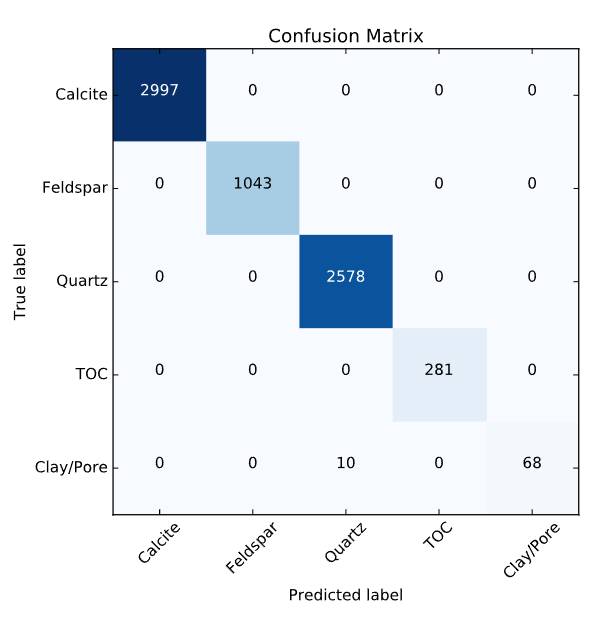 Confusion Matrix
Calcite 2997 0 0 0 0
Feldspar 0 1043 0 0 0
Quartz 0 0 2578 0 0
TOC 0 0 0 281 0
Clay/Pore 0 0 10 0 68
True label
Calcite Feldspar Quartz TOC Clay/Pore
Predicted label